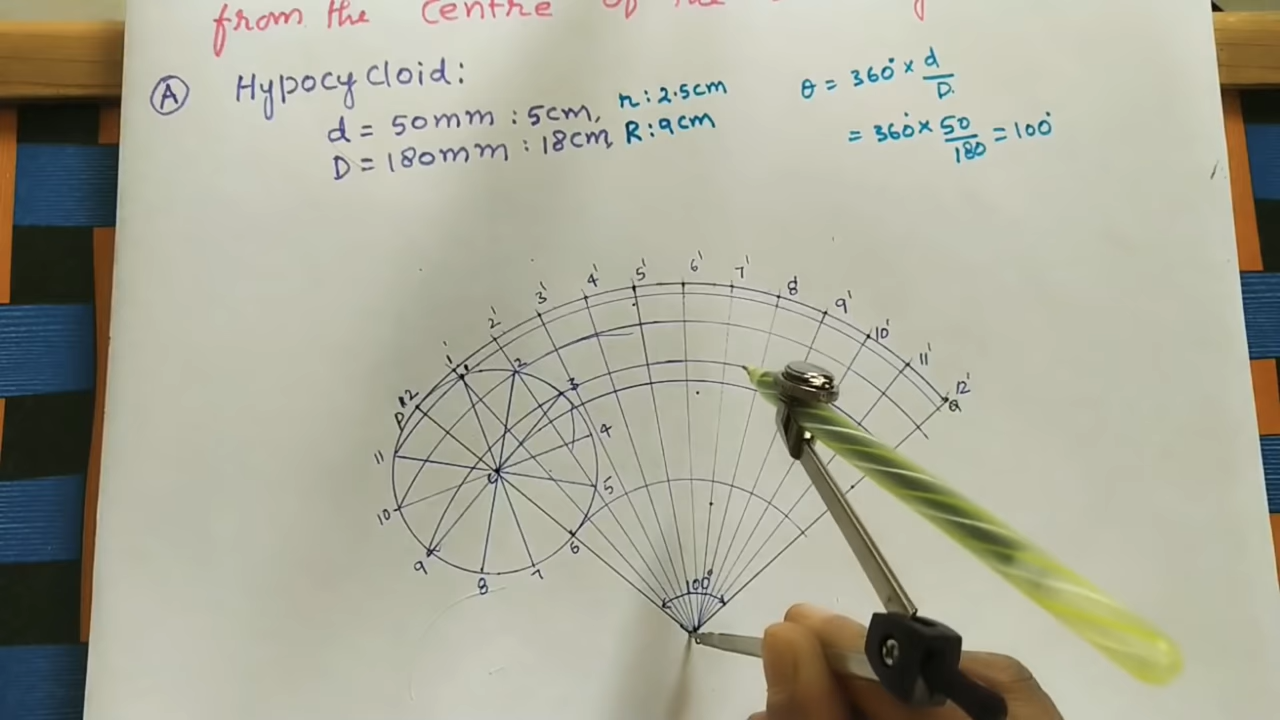 from the Centre of the
A Hypocycloid:
d = 50mm : 5cm, r : 2.5cm
D = 180mm : 18cm R : 9cm
θ = 360° × d/D.
= 360° × 50/180 = 100°
1' 2' 3' 4' 5' 6' 7' 8' 9' 10' 11' 12'
P 12 1 2 3 4 5 6 7 8 9 10 11
Q
100°